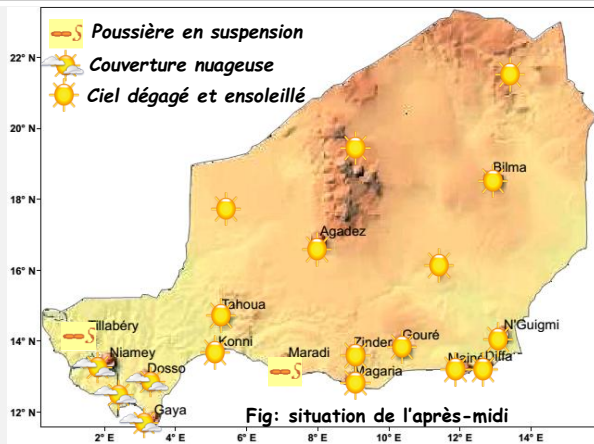 Poussière en suspension
Couverture nuageuse
Ciel dégagé et ensoleillé
22˚N
20˚N
18˚N
16˚N
14˚N
12˚N
Bilma
Agadez
Tahoua
N'Guigmi
Tillabéry
Konni
Maradi
Zinder
Gouré
Niamey
Dosso
Magaria
Diffa
Gaya
Fig: situation de l'après-midi
2˚E
4˚E
6˚E
8˚E
10˚E
12˚E
14˚E